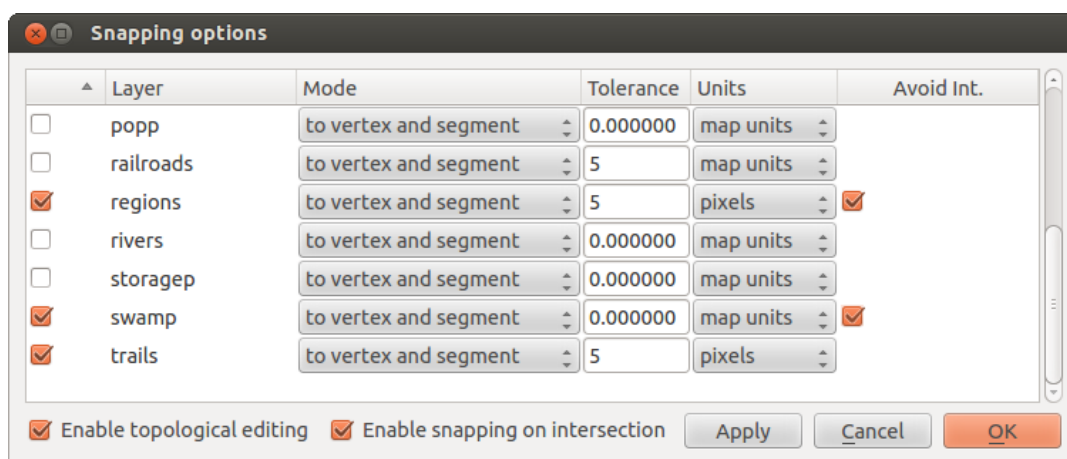 Snapping options
Layer Mode Tolerance Units Avoid Int.
popp to vertex and segment 0.000000 map units
railroads to vertex and segment 5 map units
regions to vertex and segment 5 pixels
rivers to vertex and segment 0.000000 map units
storagep to vertex and segment 0.000000 map units
swamp to vertex and segment 0.000000 map units
trails to vertex and segment 5 pixels
Enable topological editing Enable snapping on intersection Apply Cancel OK